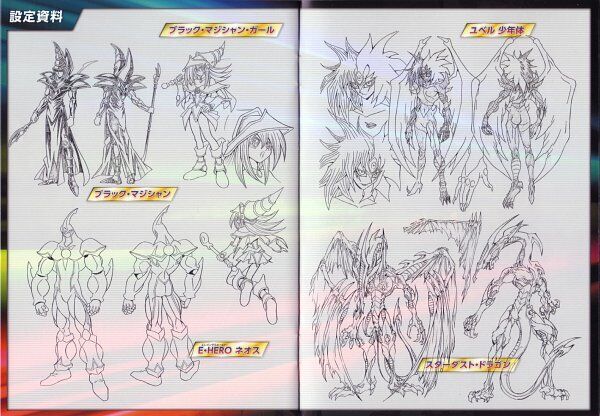 設定資料
ブラック・マジシャン・ガール
ブラック・マジシャン
E・HERO ネオス
ユベル 少年体
スターダスト・ドラゴン